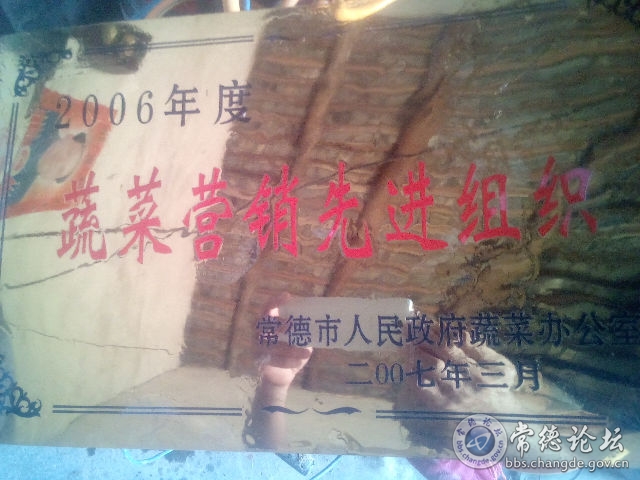 2006年度
蔬菜营销先进组织
常德市人民政府蔬菜办公室
二00七年三月
常德论坛
bbs.changde.gov.cn